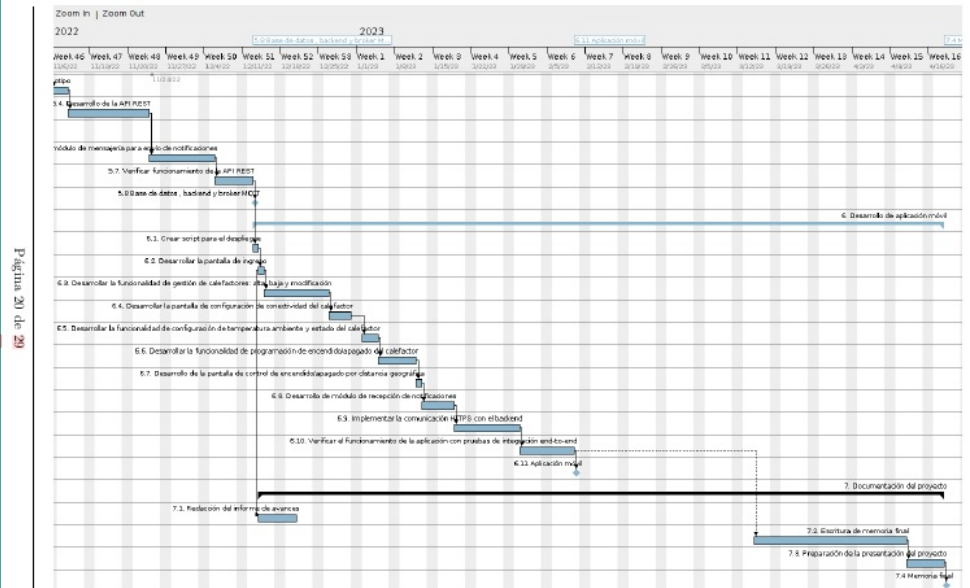 Zoom In | Zoom Out
2022 2023
5.8 Base de datos , backend y broker M... 6.11 Aplicación móvil 7.4 M
Week 46 Week 47 Week 48 Week 49 Week 50 Week 51 Week 52 Week 1 Week 2 Week 3 Week 4 Week 5 Week 6 Week 7 Week 8 Week 9 Week 10 Week 11 Week 12 Week 13 Week 14 Week 15 Week 16
otipo
5.4. Desarrollo de la API REST
módulo de mensajería para envío de notificaciones
5.7. Verificar funcionamiento de la API REST
5.8 Base de datos , backend y broker MQTT
6. Desarrollo de aplicación móvil
6.1. Crear script para el despliegue
6.2. Desarrollar la pantalla de ingreso
6.3. Desarrollar la funcionalidad de gestión de calefactores: alta, baja y modificación
6.4. Desarrollar la pantalla de configuración de conectividad del calefactor
6.5. Desarrollar la funcionalidad de configuración de temperatura ambiente y estado del calefactor
6.6. Desarrollar la funcionalidad de programación de encendido/apagado del calefactor
6.7. Desarrollo de la pantalla de control de encendido/apagado por distancia geográfica
6.8. Desarrollo de módulo de recepción de notificaciones
6.9. Implementar la comunicación HTTPS con el backend
6.10. Verificar el funcionamiento de la aplicación con pruebas de integración end-to-end
6.11 Aplicación móvil
7. Documentación del proyecto
7.1. Redacción del informe de avances
7.2. Escritura de memoria final
7.3. Preparación de la presentación del proyecto
7.4 Memoria final
Página 20 de 29